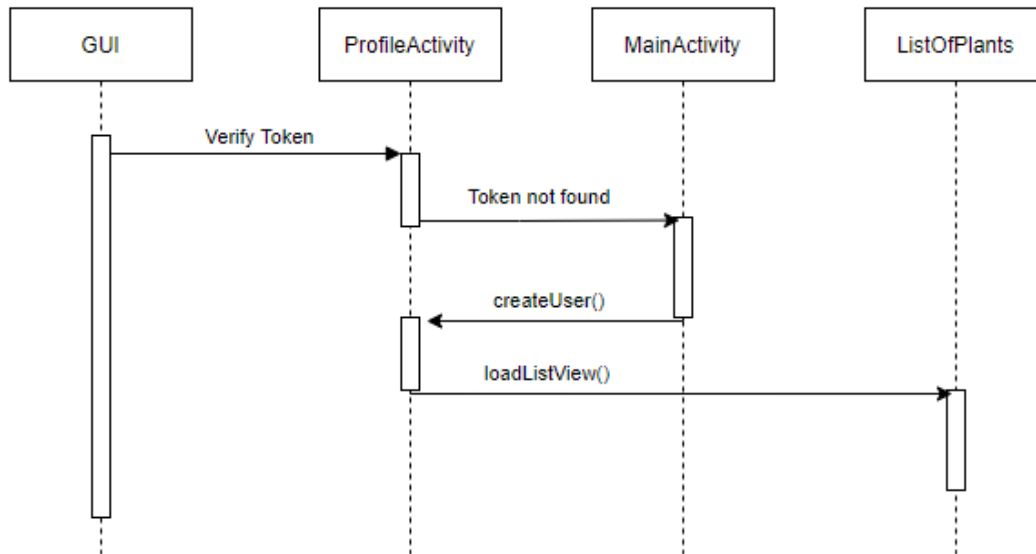 GUI
ProfileActivity
MainActivity
ListOfPlants
Verify Token
Token not found
createUser()
loadListView()